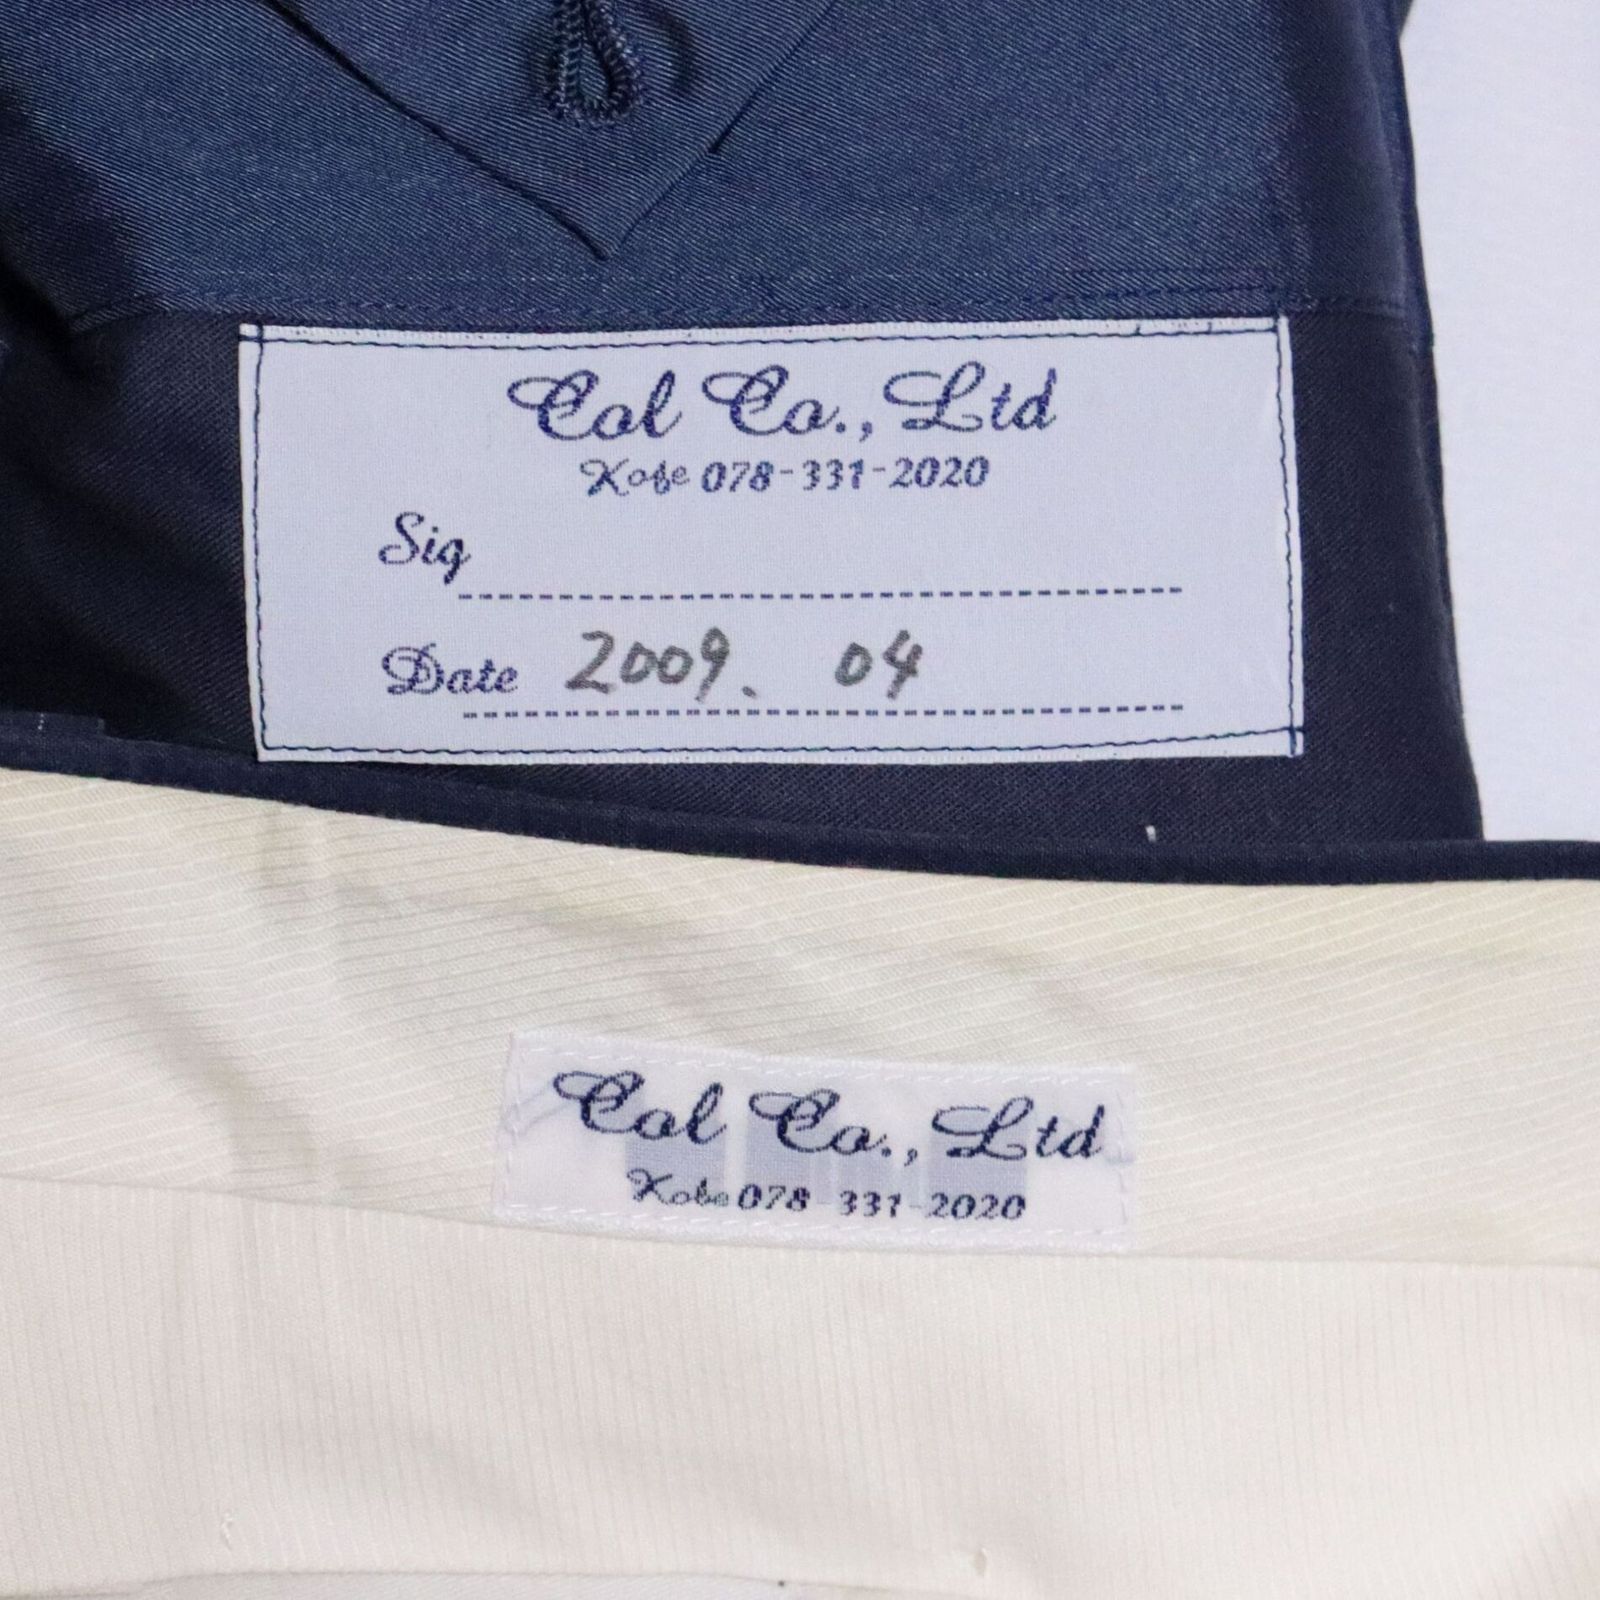 Col Co., Ltd
Kobe 078-331-2020
Sig
Date 2009. 04
Col Co., Ltd
Kobe 078-331-2020